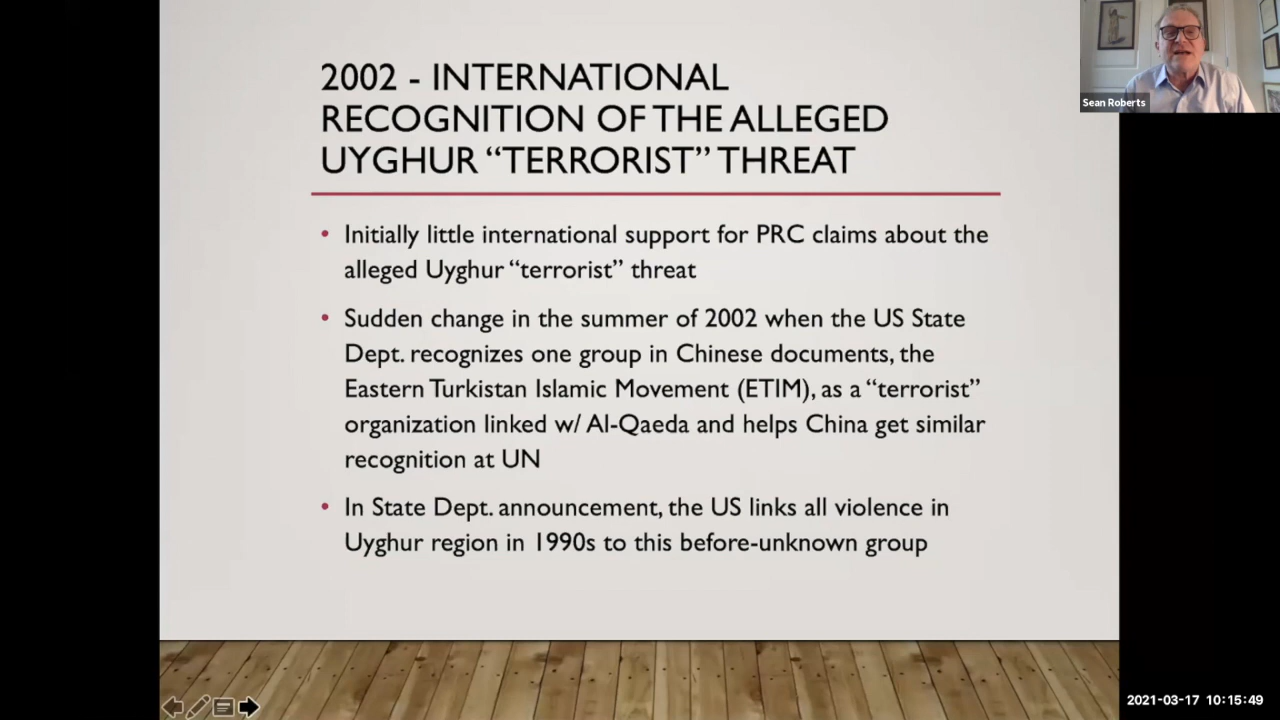 2002 - INTERNATIONAL
RECOGNITION OF THE ALLEGED
UYGHUR “TERRORIST” THREAT
• Initially little international support for PRC claims about the
alleged Uyghur “terrorist” threat
• Sudden change in the summer of 2002 when the US State
Dept. recognizes one group in Chinese documents, the
Eastern Turkistan Islamic Movement (ETIM), as a “terrorist”
organization linked w/ Al-Qaeda and helps China get similar
recognition at UN
• In State Dept. announcement, the US links all violence in
Uyghur region in 1990s to this before-unknown group
Sean Roberts
2021-03-17 10:15:49